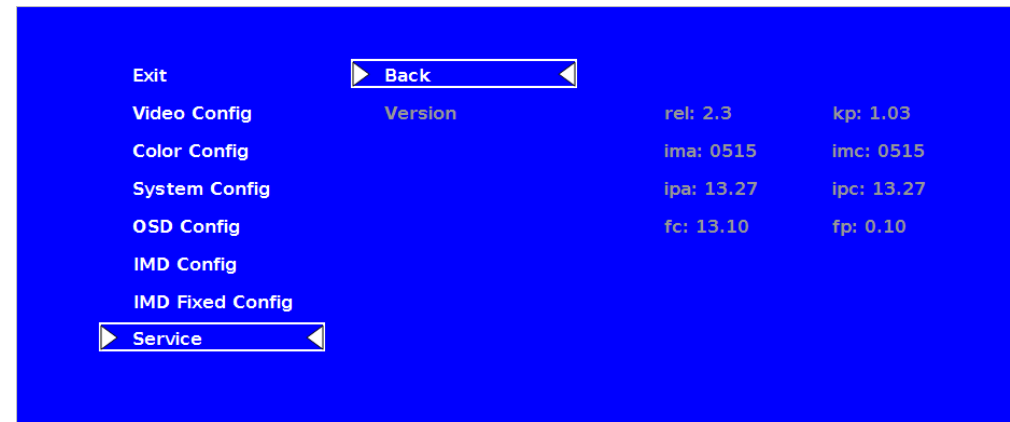 Exit Back
Video Config Version rel: 2.3 kp: 1.03
Color Config ima: 0515 imc: 0515
System Config ipa: 13.27 ipc: 13.27
OSD Config fc: 13.10 fp: 0.10
IMD Config
IMD Fixed Config
Service